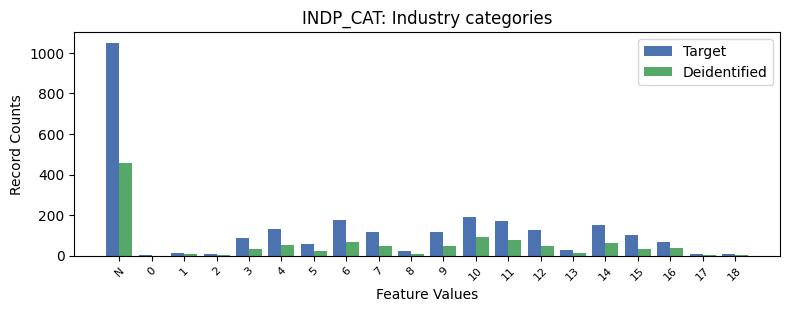 INDP_CAT: Industry categories
Target
Deidentified
Record Counts
1000
800
600
400
200
0
N 0 1 2 3 4 5 6 7 8 9 10 11 12 13 14 15 16 17 18
Feature Values